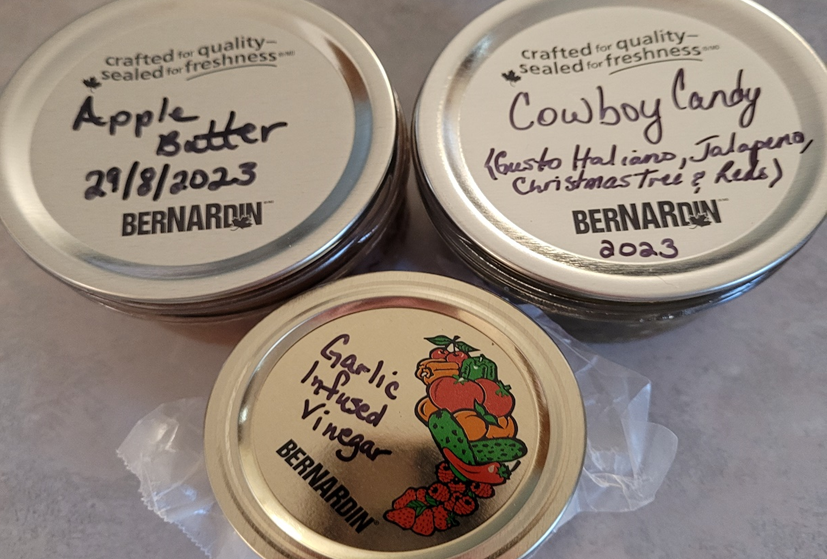 crafted for quality–
sealed for freshness
Apple
Butter
29/8/2023
BERNARDIN
crafted for quality–
sealed for freshness
Cowboy Candy
(Gusto Italiano, Jalapeno,
Christmas Tree & Reds)
BERNARDIN
2023
Garlic
Infused
Vinegar
BERNARDIN